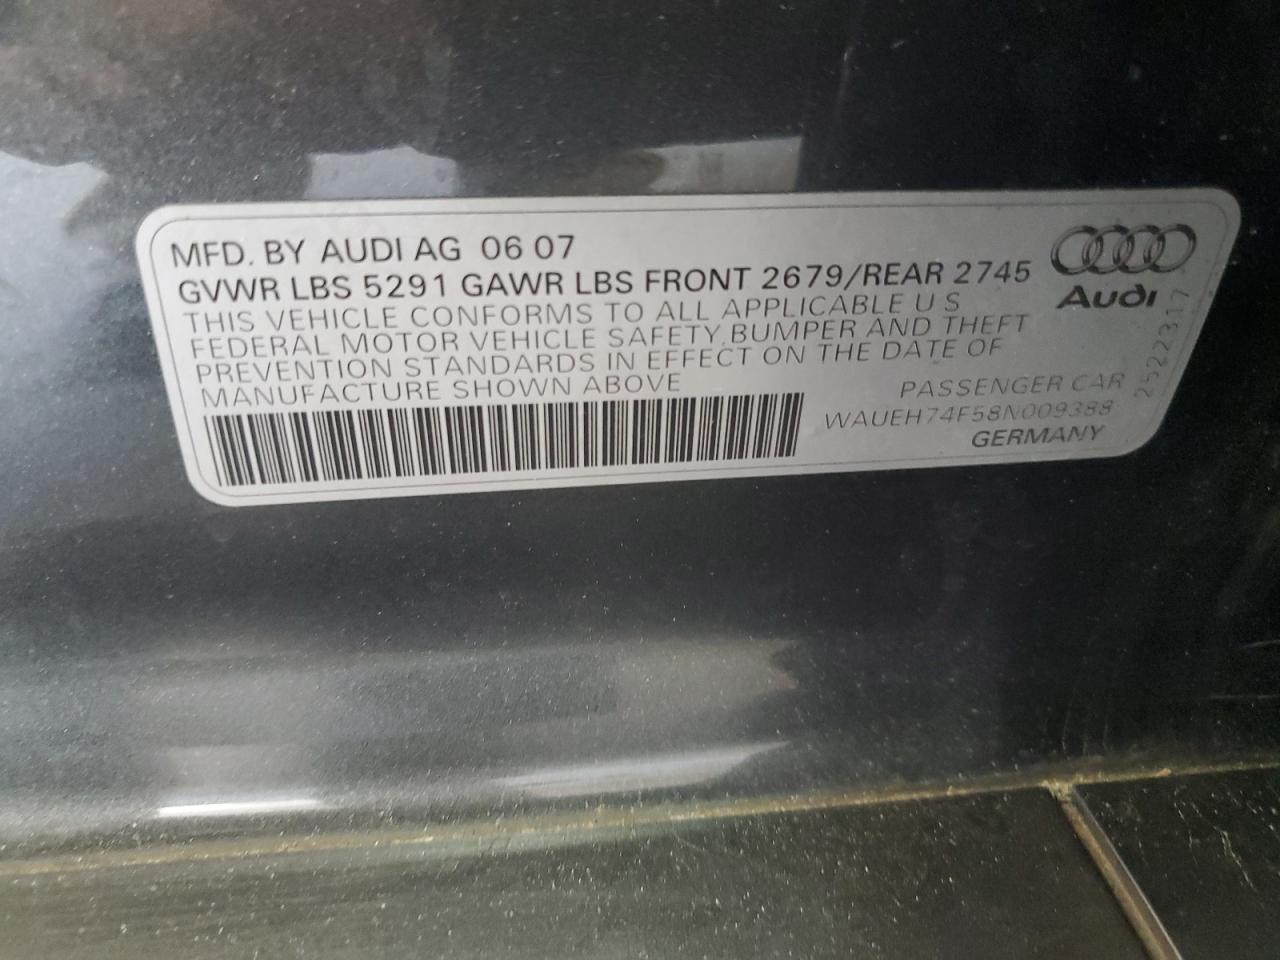 MFD. BY AUDI AG 06 07
GVWR LBS 5291 GAWR LBS FRONT 2679/REAR 2745
THIS VEHICLE CONFORMS TO ALL APPLICABLE U S
FEDERAL MOTOR VEHICLE SAFETY, BUMPER AND THEFT
PREVENTION STANDARDS IN EFFECT ON THE DATE OF
MANUFACTURE SHOWN ABOVE
PASSENGER CAR
WAUEH74F58N009388
GERMANY
Audi
25222317